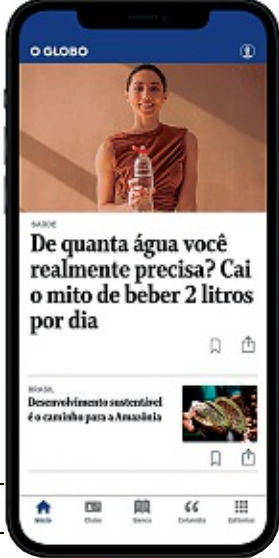 O GLOBO
SAÚDE
De quanta água você
realmente precisa? Cai
o mito de beber 2 litros
por dia
BRASIL
Desenvolvimento sustentável
é o caminho para a Amazônia
Início
Clube
Banca
Colunista
Editorias